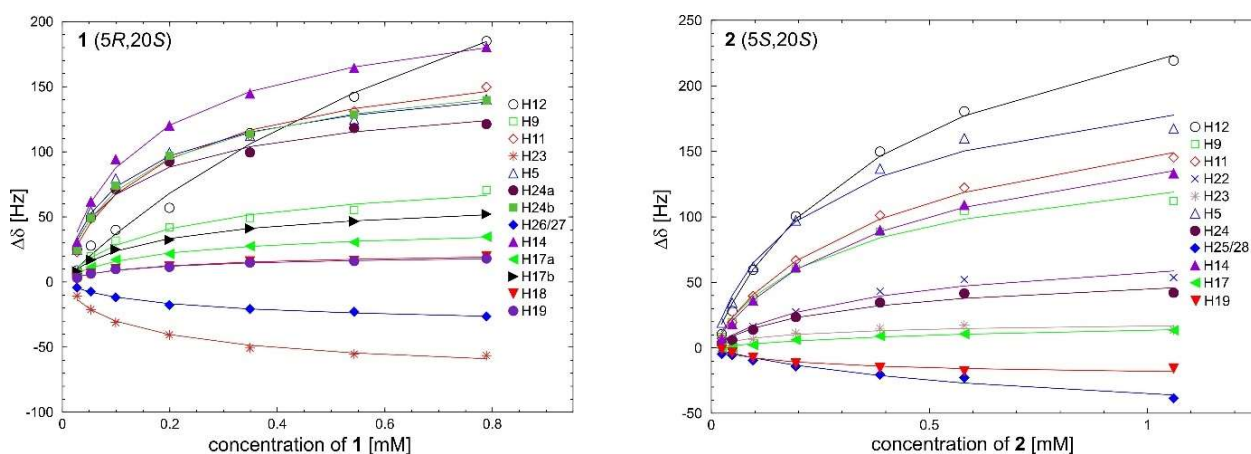 1 (5R,20S)
Δδ [Hz]
200
150
100
50
0
-50
-100
0
0.2
0.4
0.6
0.8
concentration of 1 [mM]
H12
H9
H11
H23
H5
H24a
H24b
H26/27
H14
H17a
H17b
H18
H19
2 (5S,20S)
Δδ [Hz]
250
200
150
100
50
0
-50
0
0.5
1
concentration of 2 [mM]
H12
H9
H11
H22
H23
H5
H24
H25/28
H14
H17
H19